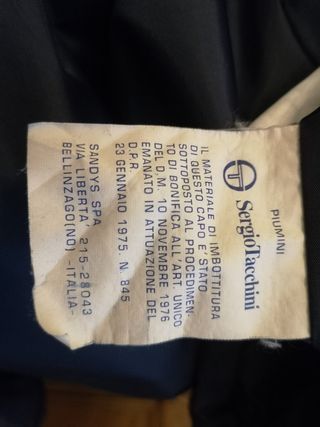 PIUMINI
SergioTacchini
IL MATERIALE DI IMBOTTITURA
DI QUESTO CAPO E' STATO
SOTTOPOSTO AL PROCEDIMEN-
TO DI BONIFICA ALL'ART. UNICO
DEL D.M. 10 NOVEMBRE 1976
EMANATO IN ATTUAZIONE DEL
D.P.R.
23 GENNAIO 1975. N. 845
SANDYS SPA
VIA LIBERTA' 215-28043
BELLINZAGO(NO) -ITALIA-